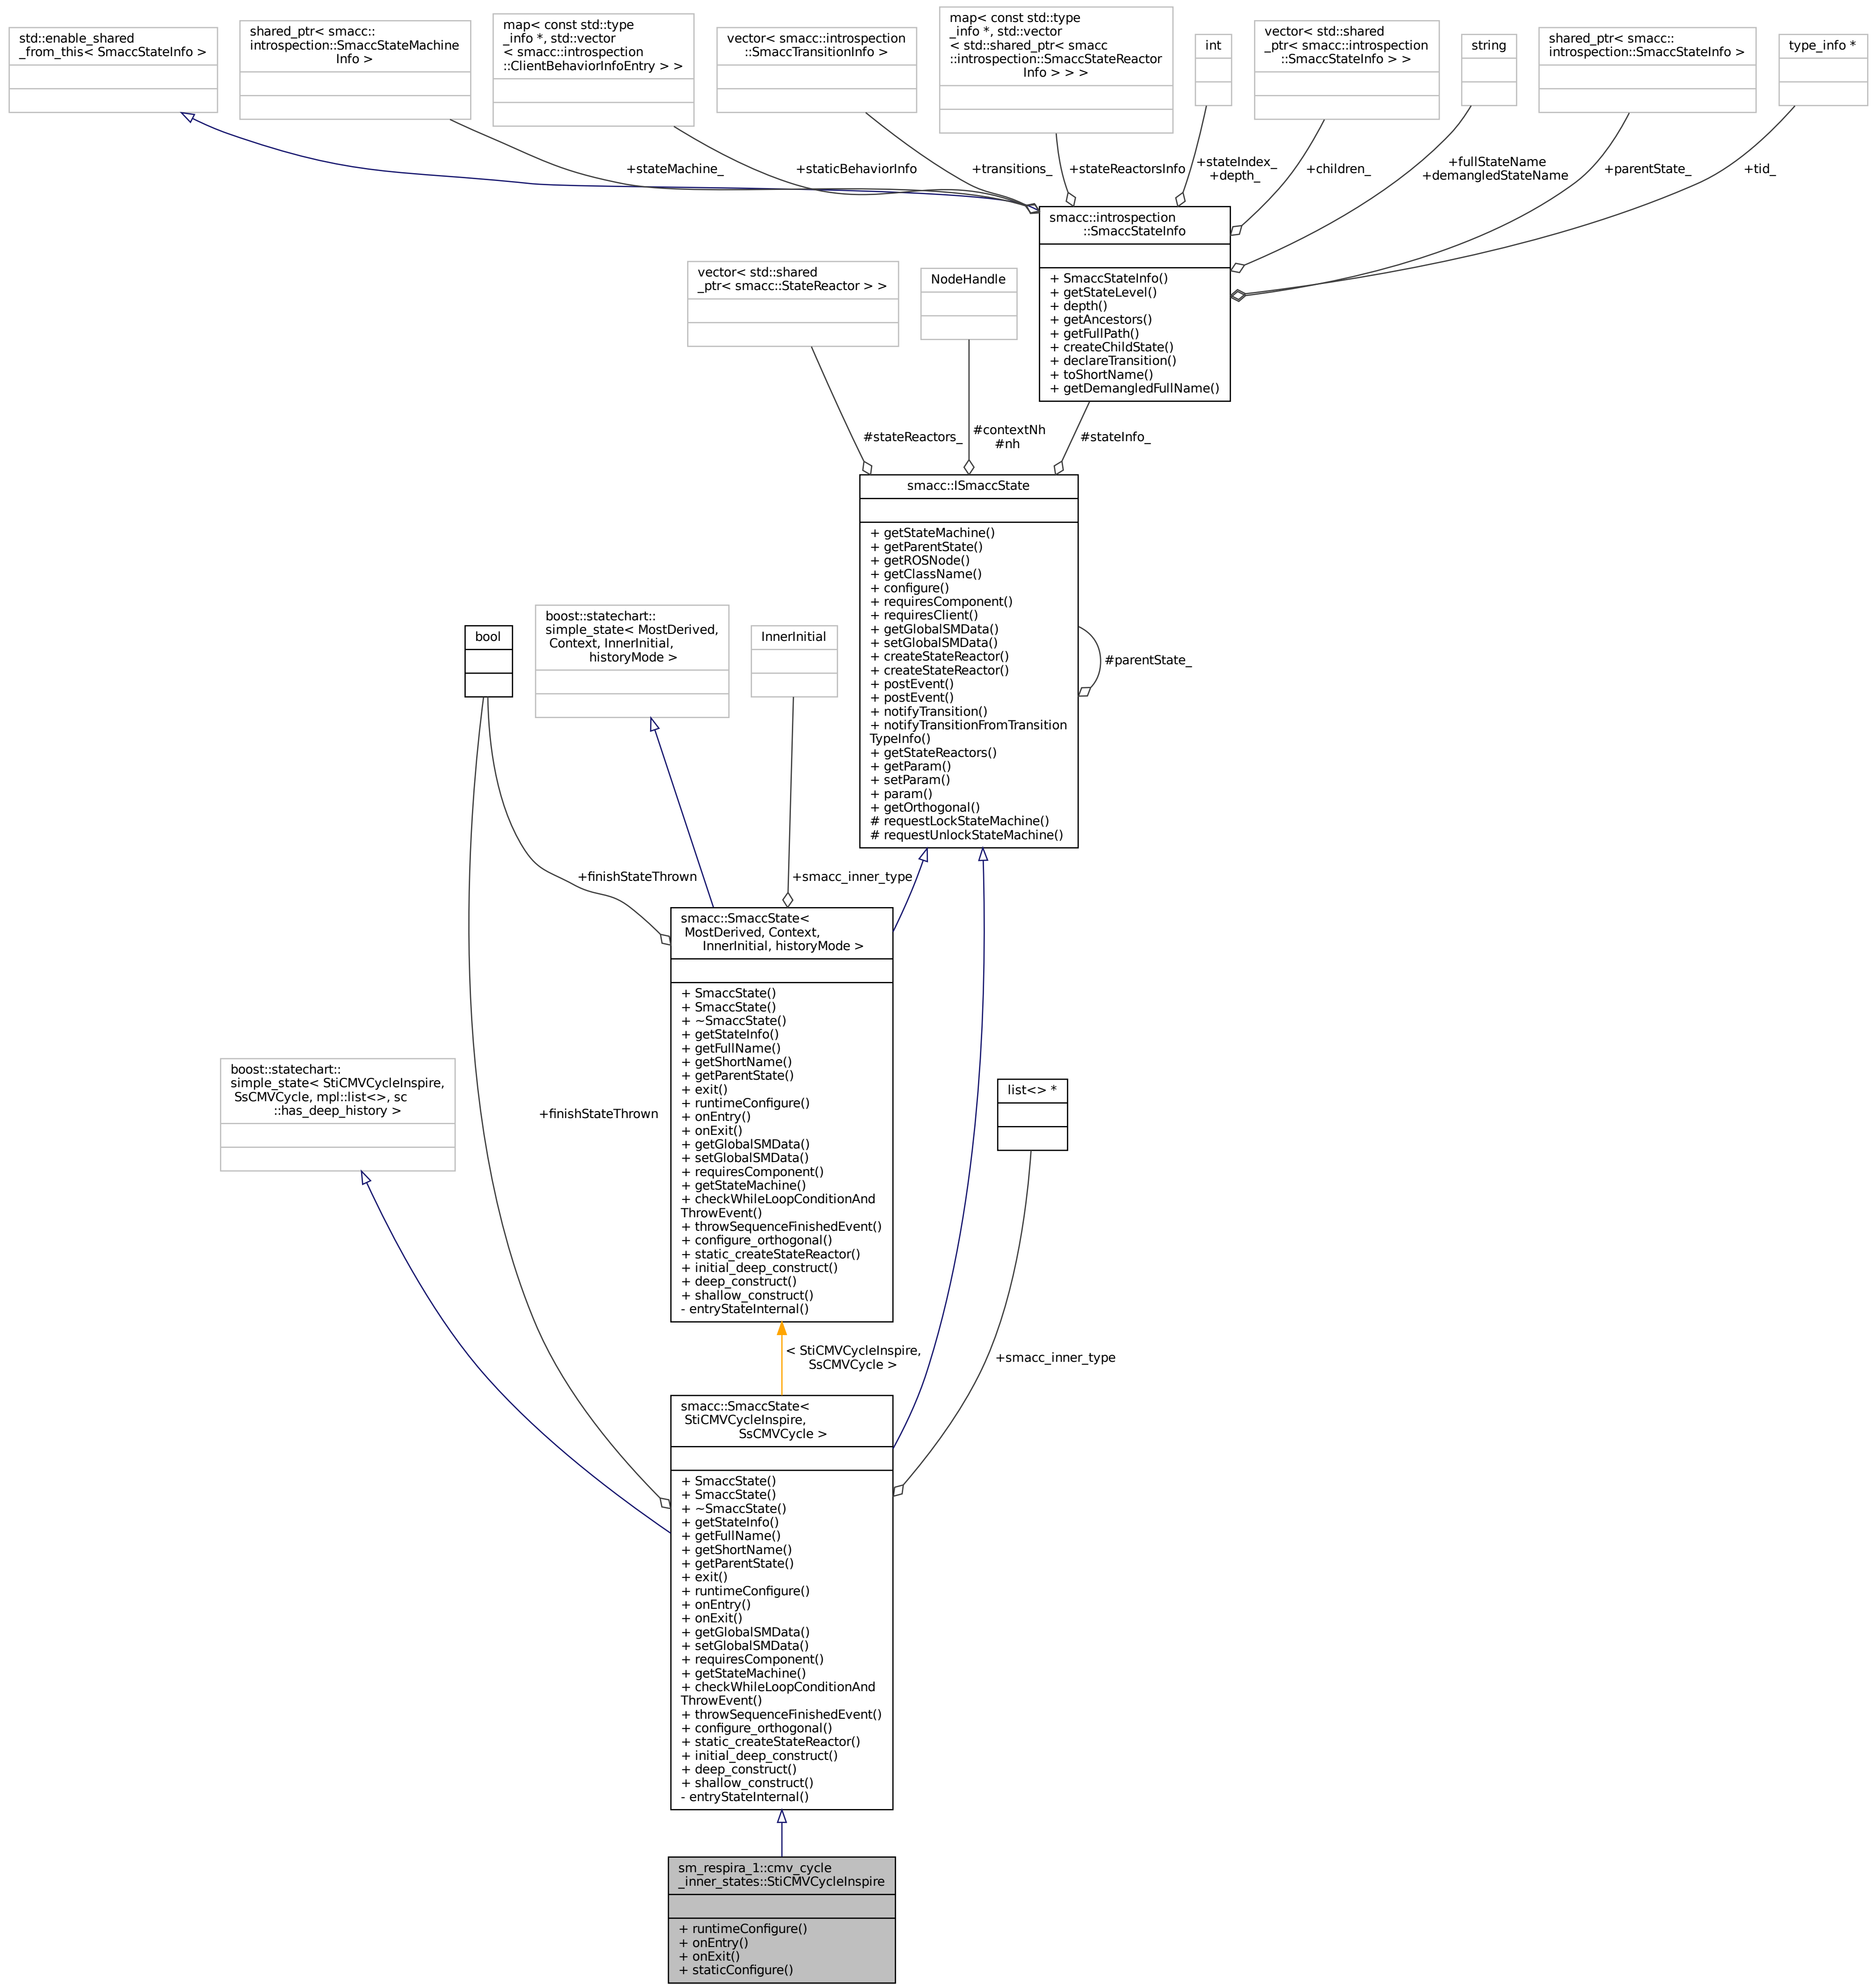 std::enable_shared
_from_this< SmaccStateInfo >
shared_ptr< smacc::
introspection::SmaccStateMachine
Info >
map< const std::type
_info *, std::vector
< smacc::introspection
::ClientBehaviorInfoEntry > >
vector< smacc::introspection
::SmaccTransitionInfo >
map< const std::type
_info *, std::vector
< std::shared_ptr< smacc
::introspection::SmaccStateReactor
Info > > >
int
vector< std::shared
_ptr< smacc::introspection
::SmaccStateInfo > >
string
shared_ptr< smacc::
introspection::SmaccStateInfo >
type_info *
+stateMachine_
+staticBehaviorInfo
+transitions_
+stateReactorsInfo
+stateIndex_
+depth_
+children_
+fullStateName
+demangledStateName
+parentState_
+tid_
smacc::introspection
::SmaccStateInfo
+ SmaccStateInfo()
+ getStateLevel()
+ depth()
+ getAncestors()
+ getFullPath()
+ createChildState()
+ declareTransition()
+ toShortName()
+ getDemangledFullName()
vector< std::shared
_ptr< smacc::StateReactor > >
NodeHandle
#stateReactors_
#contextNh
#nh
#stateInfo_
smacc::ISmaccState
+ getStateMachine()
+ getParentState()
+ getROSNode()
+ getClassName()
+ configure()
+ requiresComponent()
+ requiresClient()
+ getGlobalSMData()
+ setGlobalSMData()
+ createStateReactor()
+ createStateReactor()
+ postEvent()
+ postEvent()
+ notifyTransition()
+ notifyTransitionFromTransition
TypeInfo()
+ getStateReactors()
+ getParam()
+ setParam()
+ param()
+ getOrthogonal()
# requestLockStateMachine()
# requestUnlockStateMachine()
#parentState_
bool
boost::statechart::
simple_state< MostDerived,
Context, InnerInitial,
historyMode >
InnerInitial
+finishStateThrown
+smacc_inner_type
smacc::SmaccState<
MostDerived, Context,
InnerInitial, historyMode >
+ SmaccState()
+ SmaccState()
+ ~SmaccState()
+ getStateInfo()
+ getFullName()
+ getShortName()
+ getParentState()
+ exit()
+ runtimeConfigure()
+ onEntry()
+ onExit()
+ getGlobalSMData()
+ setGlobalSMData()
+ requiresComponent()
+ getStateMachine()
+ checkWhileLoopConditionAnd
ThrowEvent()
+ throwSequenceFinishedEvent()
+ configure_orthogonal()
+ static_createStateReactor()
+ initial_deep_construct()
+ deep_construct()
+ shallow_construct()
- entryStateInternal()
boost::statechart::
simple_state< StiCMVCycleInspire,
SsCMVCycle, mpl::list<>, sc
::has_deep_history >
+finishStateThrown
list<> *
< StiCMVCycleInspire,
SsCMVCycle >
+smacc_inner_type
smacc::SmaccState<
StiCMVCycleInspire,
SsCMVCycle >
+ SmaccState()
+ SmaccState()
+ ~SmaccState()
+ getStateInfo()
+ getFullName()
+ getShortName()
+ getParentState()
+ exit()
+ runtimeConfigure()
+ onEntry()
+ onExit()
+ getGlobalSMData()
+ setGlobalSMData()
+ requiresComponent()
+ getStateMachine()
+ checkWhileLoopConditionAnd
ThrowEvent()
+ throwSequenceFinishedEvent()
+ configure_orthogonal()
+ static_createStateReactor()
+ initial_deep_construct()
+ deep_construct()
+ shallow_construct()
- entryStateInternal()
sm_respira_1::cmv_cycle
_inner_states::StiCMVCycleInspire
+ runtimeConfigure()
+ onEntry()
+ onExit()
+ staticConfigure()